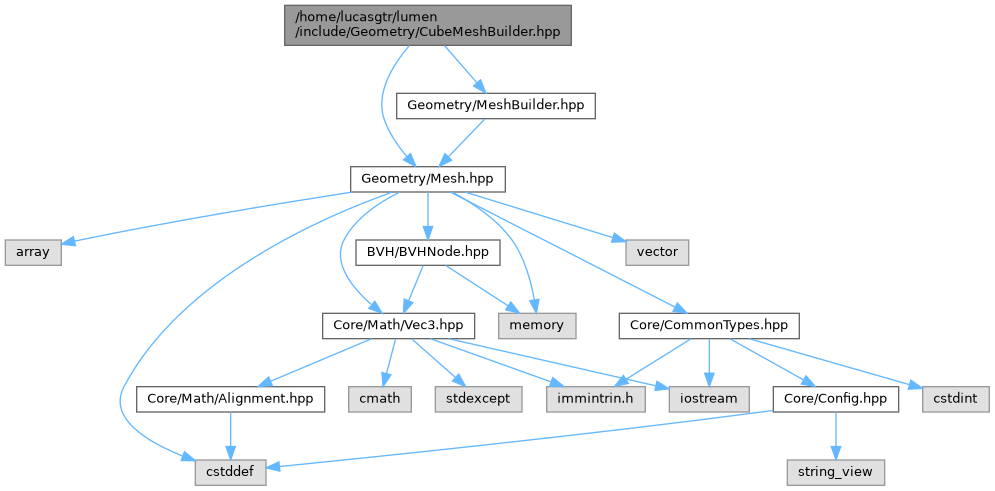 /home/lucasgtr/lumen
/include/Geometry/CubeMeshBuilder.hpp
Geometry/MeshBuilder.hpp
Geometry/Mesh.hpp
array
BVH/BVHNode.hpp
vector
Core/Math/Vec3.hpp
memory
Core/CommonTypes.hpp
Core/Math/Alignment.hpp
cmath
stdexcept
immintrin.h
iostream
Core/Config.hpp
cstdint
cstddef
string_view